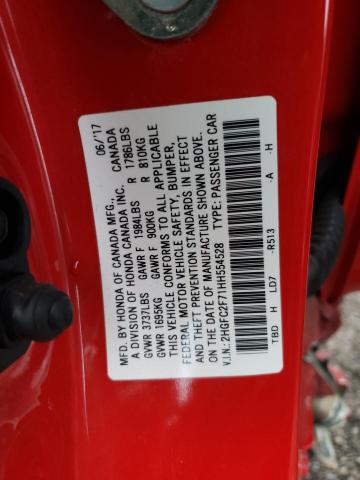 MFD. BY HONDA OF CANADA MFG., 06/'17
A DIVISION OF HONDA CANADA INC. CANADA
GVWR 3737LBS GAWR F 1984LBS R 1786LBS
GVWR 1695KG GAWR F 900KG R 810KG
THIS VEHICLE CONFORMS TO ALL APPLICABLE
FEDERAL MOTOR VEHICLE SAFETY, BUMPER,
AND THEFT PREVENTION STANDARDS IN EFFECT
ON THE DATE OF MANUFACTURE SHOWN ABOVE.
V.I.N.: 2HGFC2F71HH554528 TYPE: PASSENGER CAR
TBD H LD7 -R513 -A -H